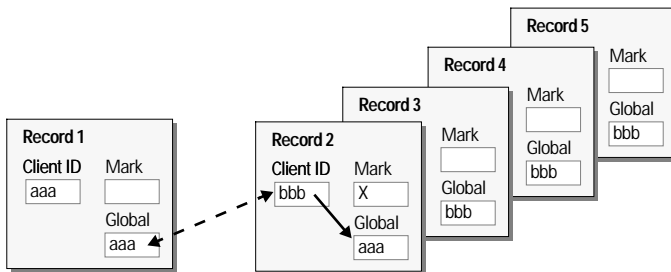 Record 1
Client ID Mark
aaa
Global
aaa
Record 2
Client ID Mark
bbb X
Global
aaa
Record 3
Mark
Global
bbb
Record 4
Mark
Global
bbb
Record 5
Mark
Global
bbb